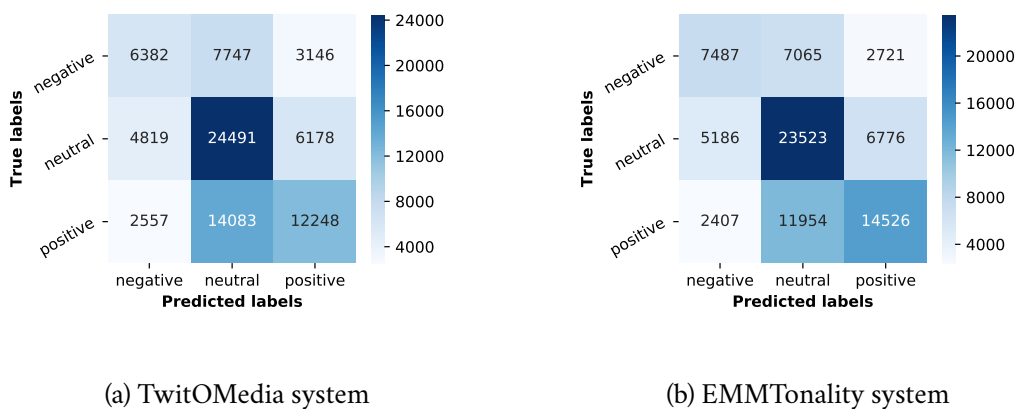 24000
negative 6382 7747 3146
20000
16000
True labels
neutral 4819 24491 6178
12000
8000
positive 2557 14083 12248
4000
negative neutral positive
Predicted labels
(a) TwitOMedia system
negative 7487 7065 2721
20000
16000
True labels
neutral 5186 23523 6776
12000
8000
positive 2407 11954 14526
4000
negative neutral positive
Predicted labels
(b) EMMTonality system